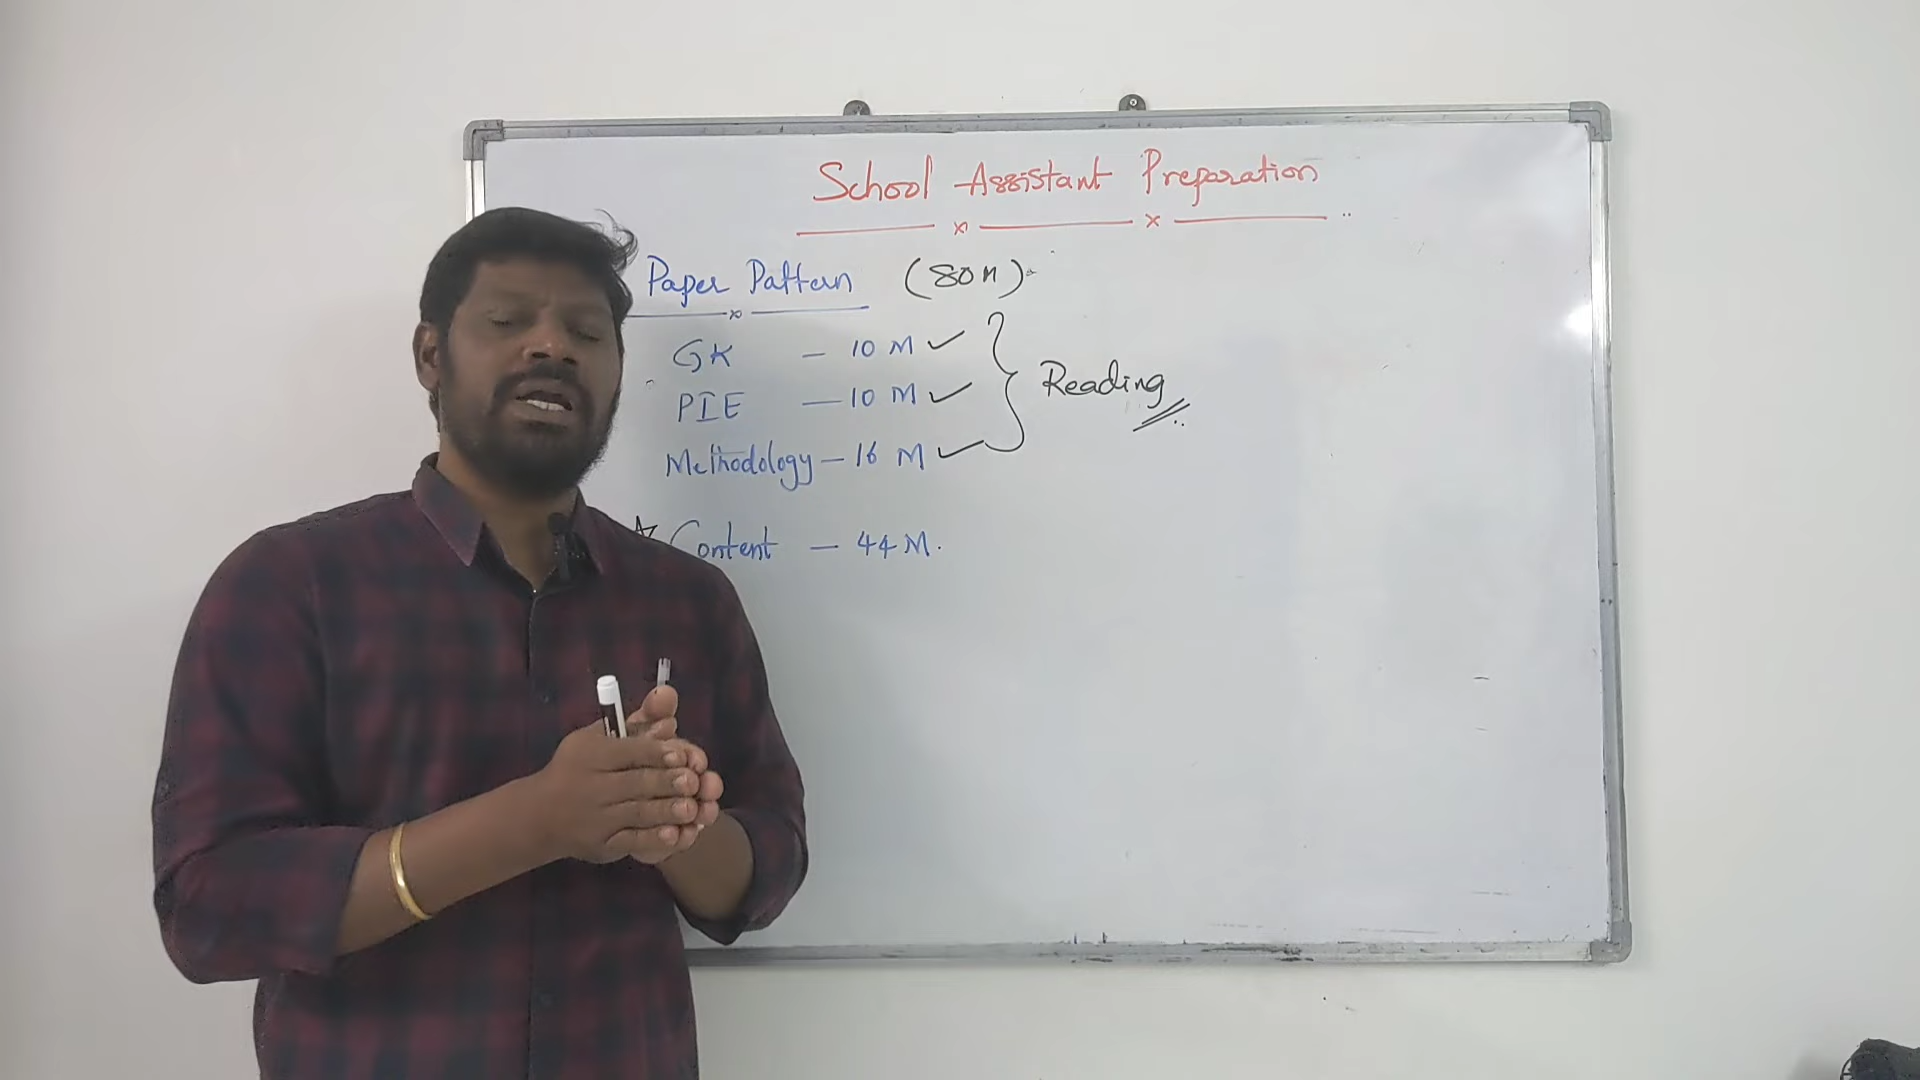 School Assistant Preparation
Paper Pattern (80 M)
GK - 10 M ✓
PIE - 10 M ✓
Methodology - 16 M ✓
Reading
☆ Content - 44 M.